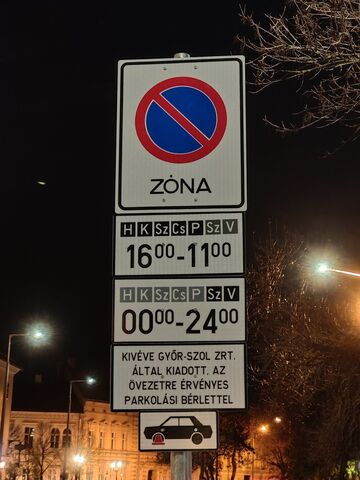 ZÓNA
H K Sz Cs P Sz V
16⁰⁰-11⁰⁰
H K Sz Cs P Sz V
00⁰⁰-24⁰⁰
KIVÉVE GYŐR-SZOL ZRT.
ÁLTAL KIADOTT, AZ
ÖVEZETRE ÉRVÉNYES
PARKOLÁSI BÉRLETTEL